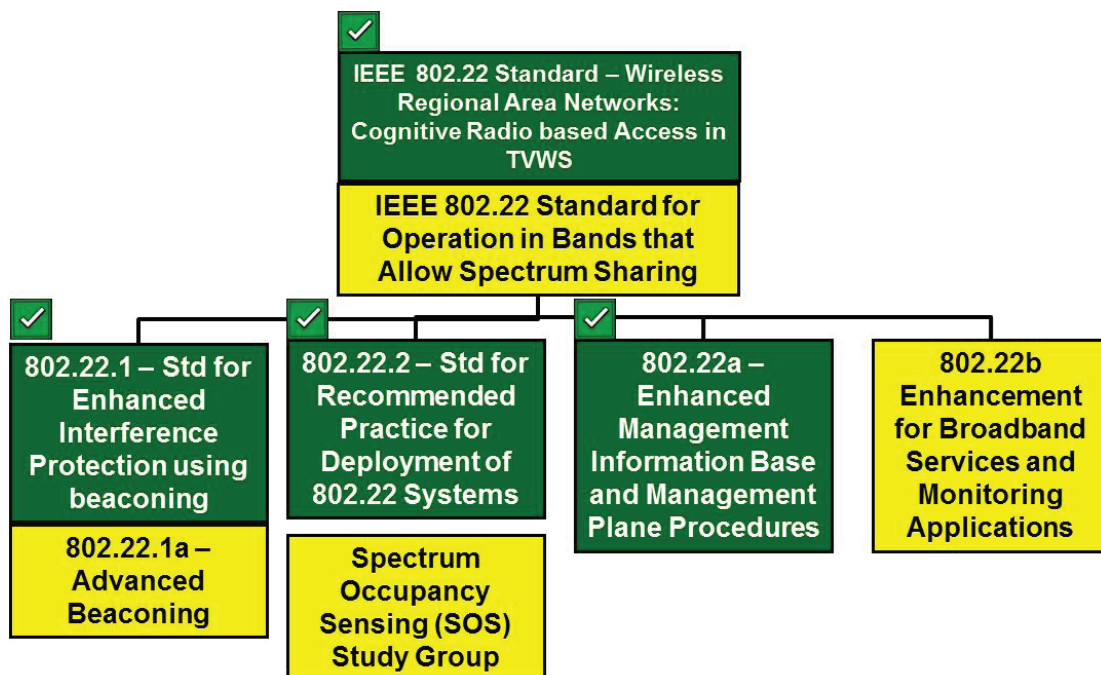 IEEE 802.22 Standard – Wireless
Regional Area Networks:
Cognitive Radio based Access in
TVWS
IEEE 802.22 Standard for
Operation in Bands that
Allow Spectrum Sharing
802.22.1 – Std for
Enhanced
Interference
Protection using
beaconing
802.22.1a –
Advanced
Beaconing
802.22.2 – Std for
Recommended
Practice for
Deployment of
802.22 Systems
Spectrum
Occupancy
Sensing (SOS)
Study Group
802.22a –
Enhanced
Management
Information Base
and Management
Plane Procedures
802.22b
Enhancement
for Broadband
Services and
Monitoring
Applications